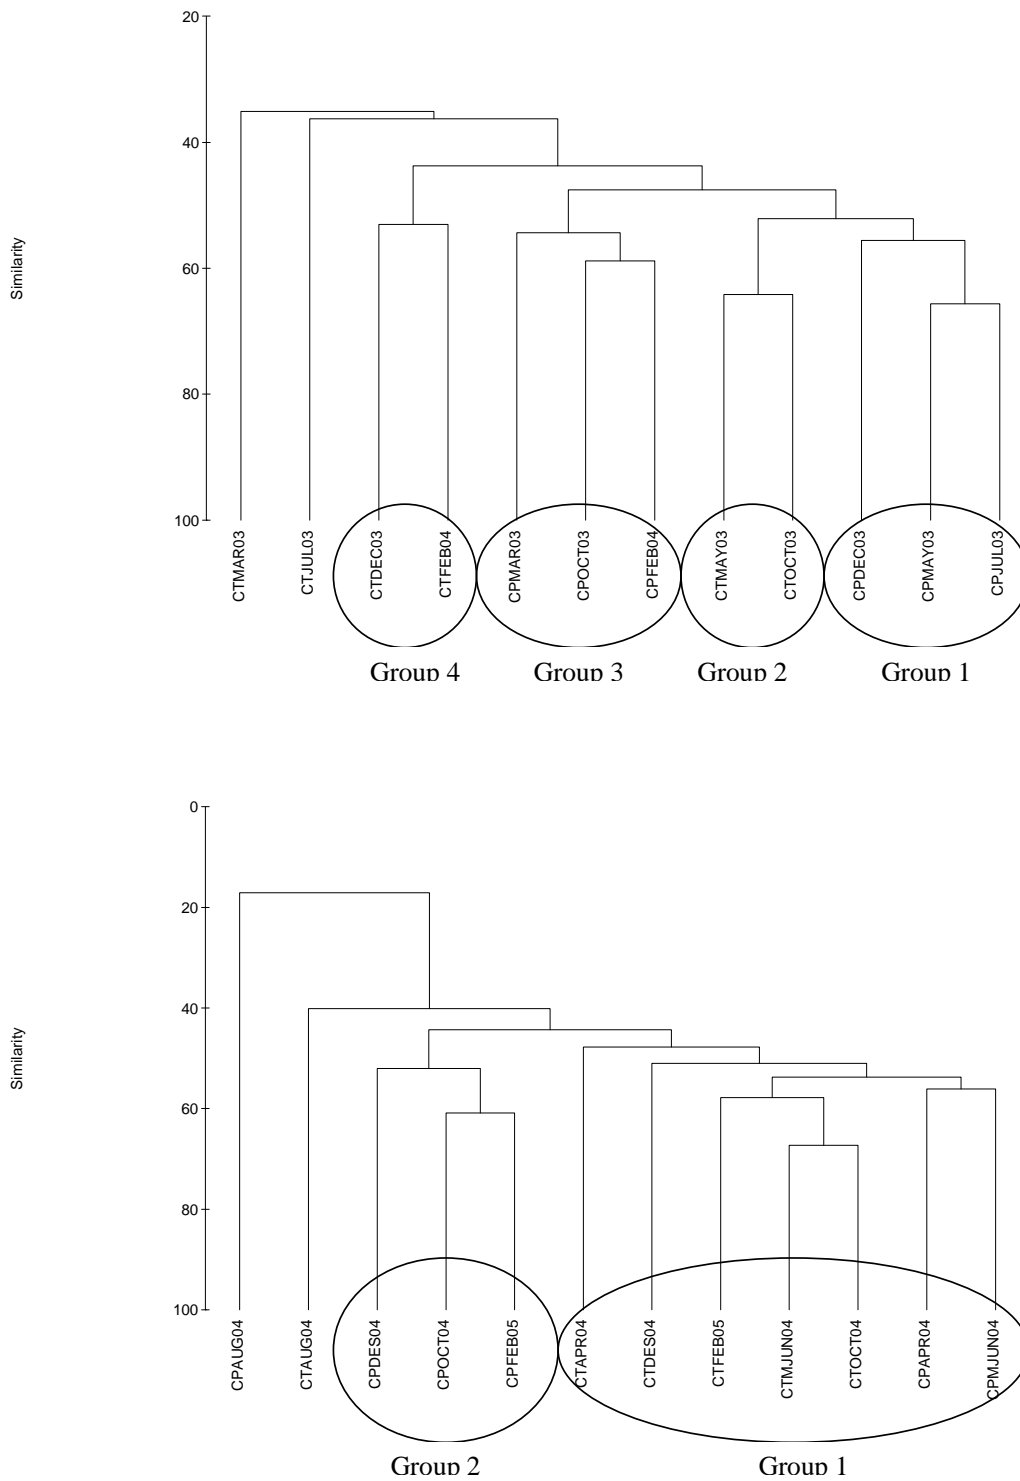 20
40
60
80
100
Similarity
CTMAR03
CTJUL03
CTDEC03
CTFEB04
CPMAR03
CPOCT03
CPFEB04
CTMAY03
CTOCT03
CPDEC03
CPMAY03
CPJUL03
Group 4 Group 3 Group 2 Group 1
0
20
40
60
80
100
Similarity
CPAUG04
CTAUG04
CPDES04
CPOCT04
CPFEB05
CTAPR04
CTDES04
CTFEB05
CTMJUN04
CTOCT04
CPAPR04
CPMJUN04
Group 2 Group 1